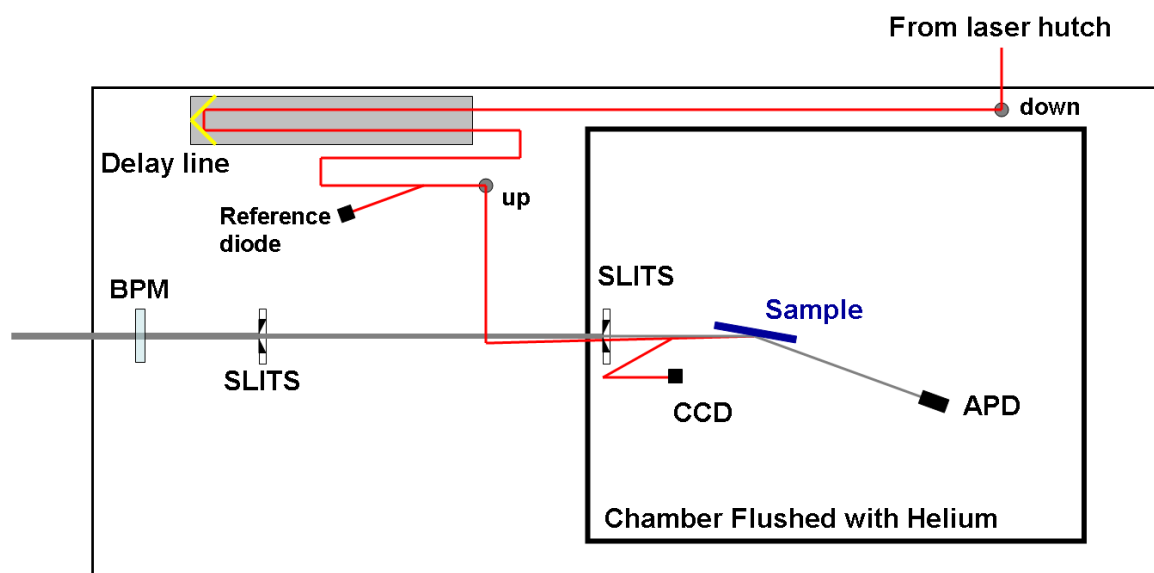 From laser hutch
down
Delay line
up
Reference
diode
BPM
SLITS
SLITS
Sample
CCD
APD
Chamber Flushed with Helium